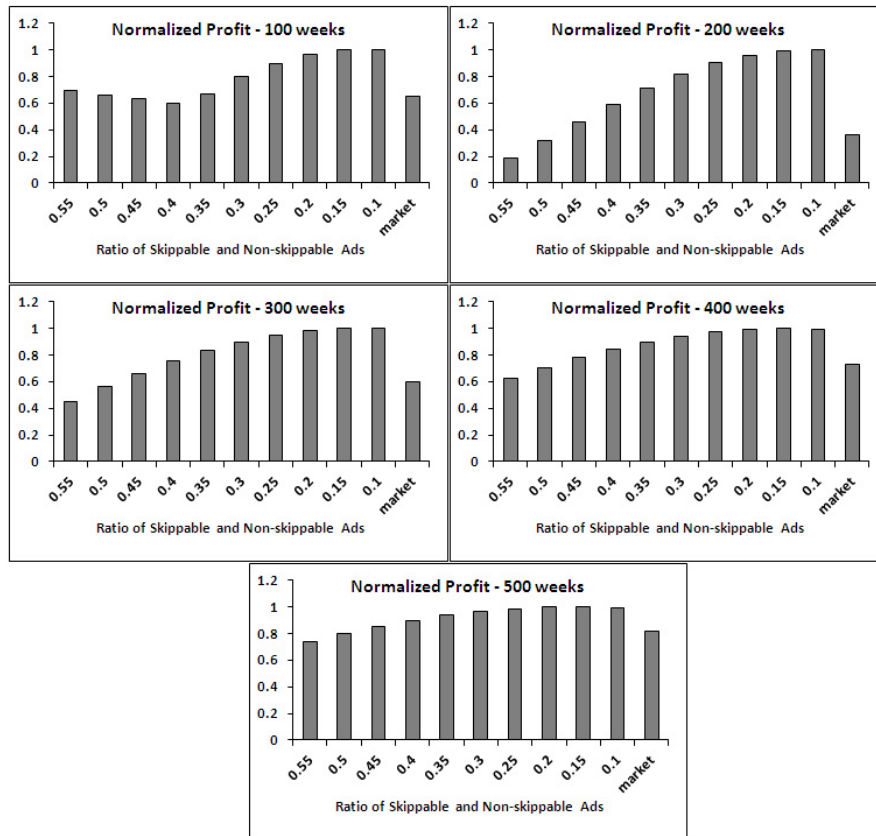 Normalized Profit - 100 weeks
1.2
1
0.8
0.6
0.4
0.2
0
0.55 0.5 0.45 0.4 0.35 0.3 0.25 0.2 0.15 0.1 market
Ratio of Skippable and Non-skippable Ads
Normalized Profit - 200 weeks
1.2
1
0.8
0.6
0.4
0.2
0
0.55 0.5 0.45 0.4 0.35 0.3 0.25 0.2 0.15 0.1 market
Ratio of Skippable and Non-skippable Ads
Normalized Profit - 300 weeks
1.2
1
0.8
0.6
0.4
0.2
0
0.55 0.5 0.45 0.4 0.35 0.3 0.25 0.2 0.15 0.1 market
Ratio of Skippable and Non-skippable Ads
Normalized Profit - 400 weeks
1.2
1
0.8
0.6
0.4
0.2
0
0.55 0.5 0.45 0.4 0.35 0.3 0.25 0.2 0.15 0.1 market
Ratio of Skippable and Non-skippable Ads
Normalized Profit - 500 weeks
1.2
1
0.8
0.6
0.4
0.2
0
0.55 0.5 0.45 0.4 0.35 0.3 0.25 0.2 0.15 0.1 market
Ratio of Skippable and Non-skippable Ads